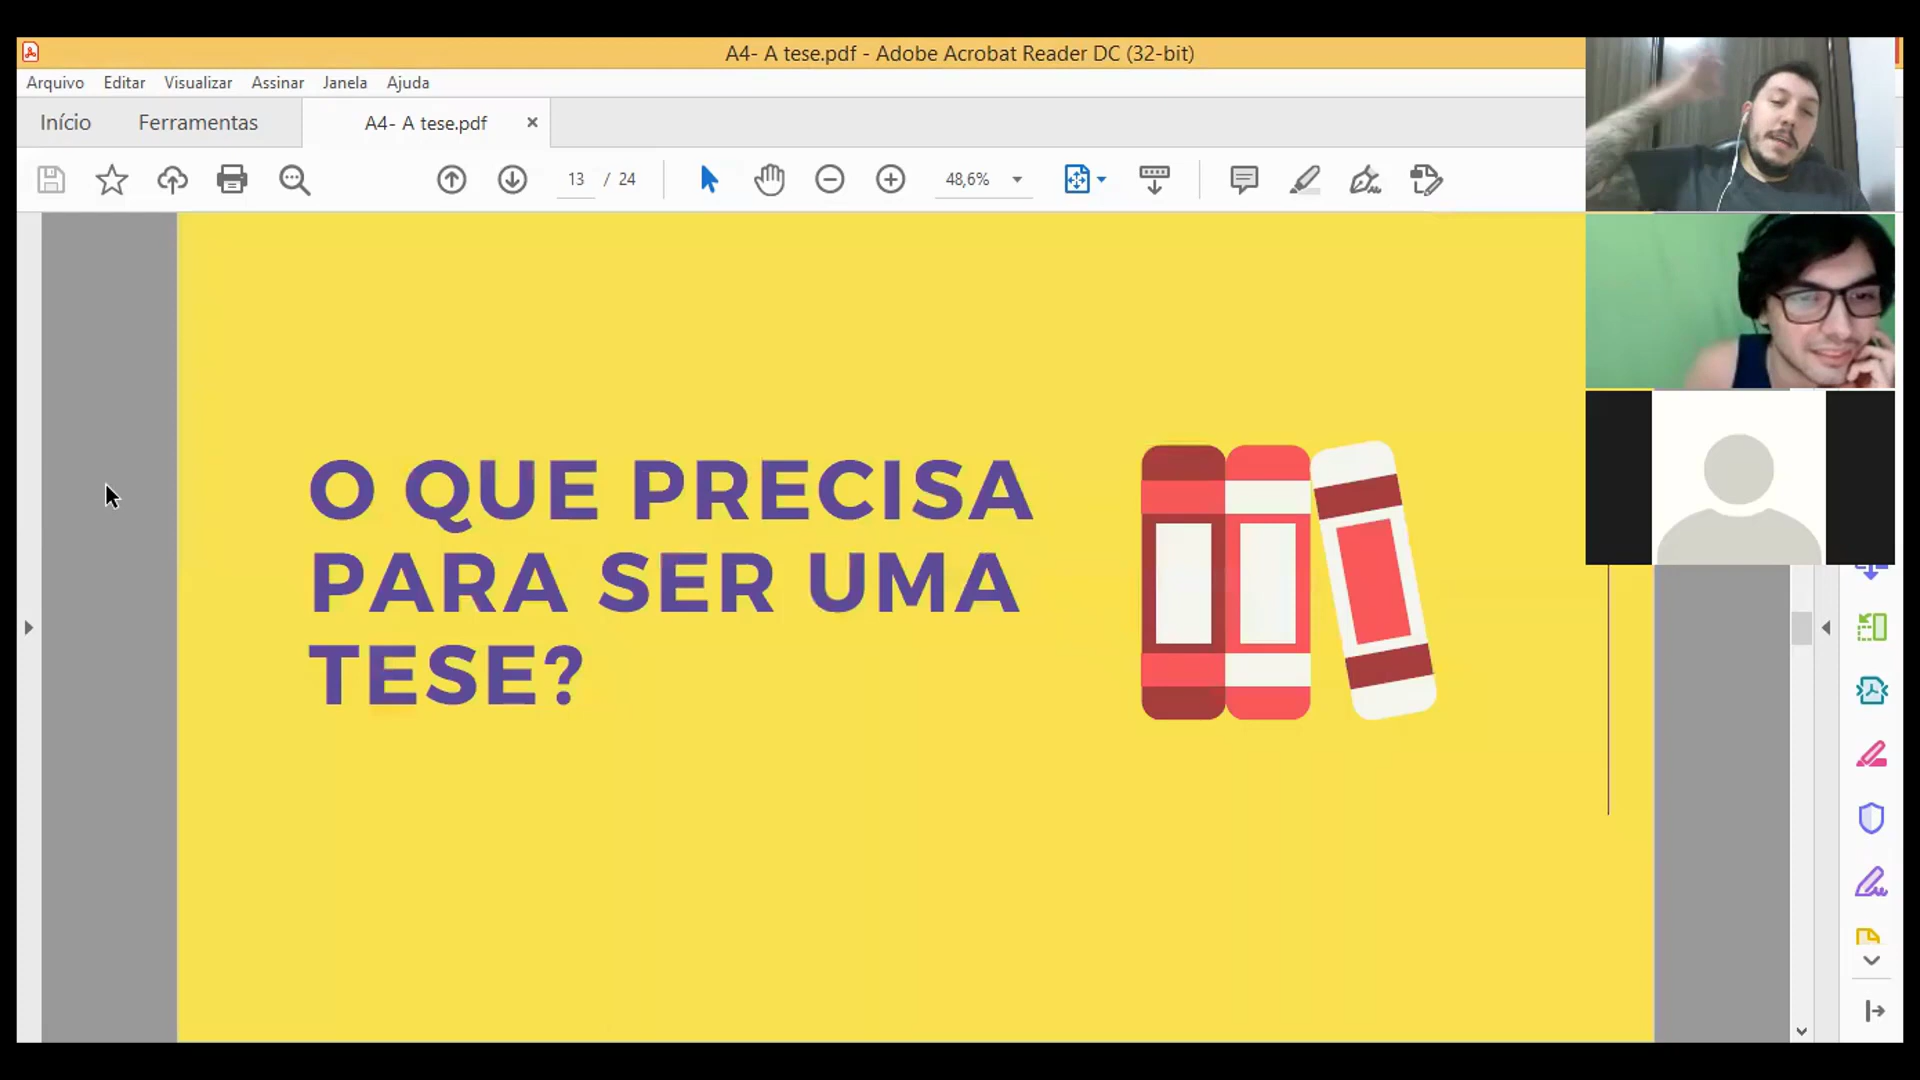 A4- A tese.pdf - Adobe Acrobat Reader DC (32-bit)
Arquivo Editar Visualizar Assinar Janela Ajuda
Início Ferramentas A4- A tese.pdf ×
13 / 24 48,6%
O QUE PRECISA
PARA SER UMA
TESE?